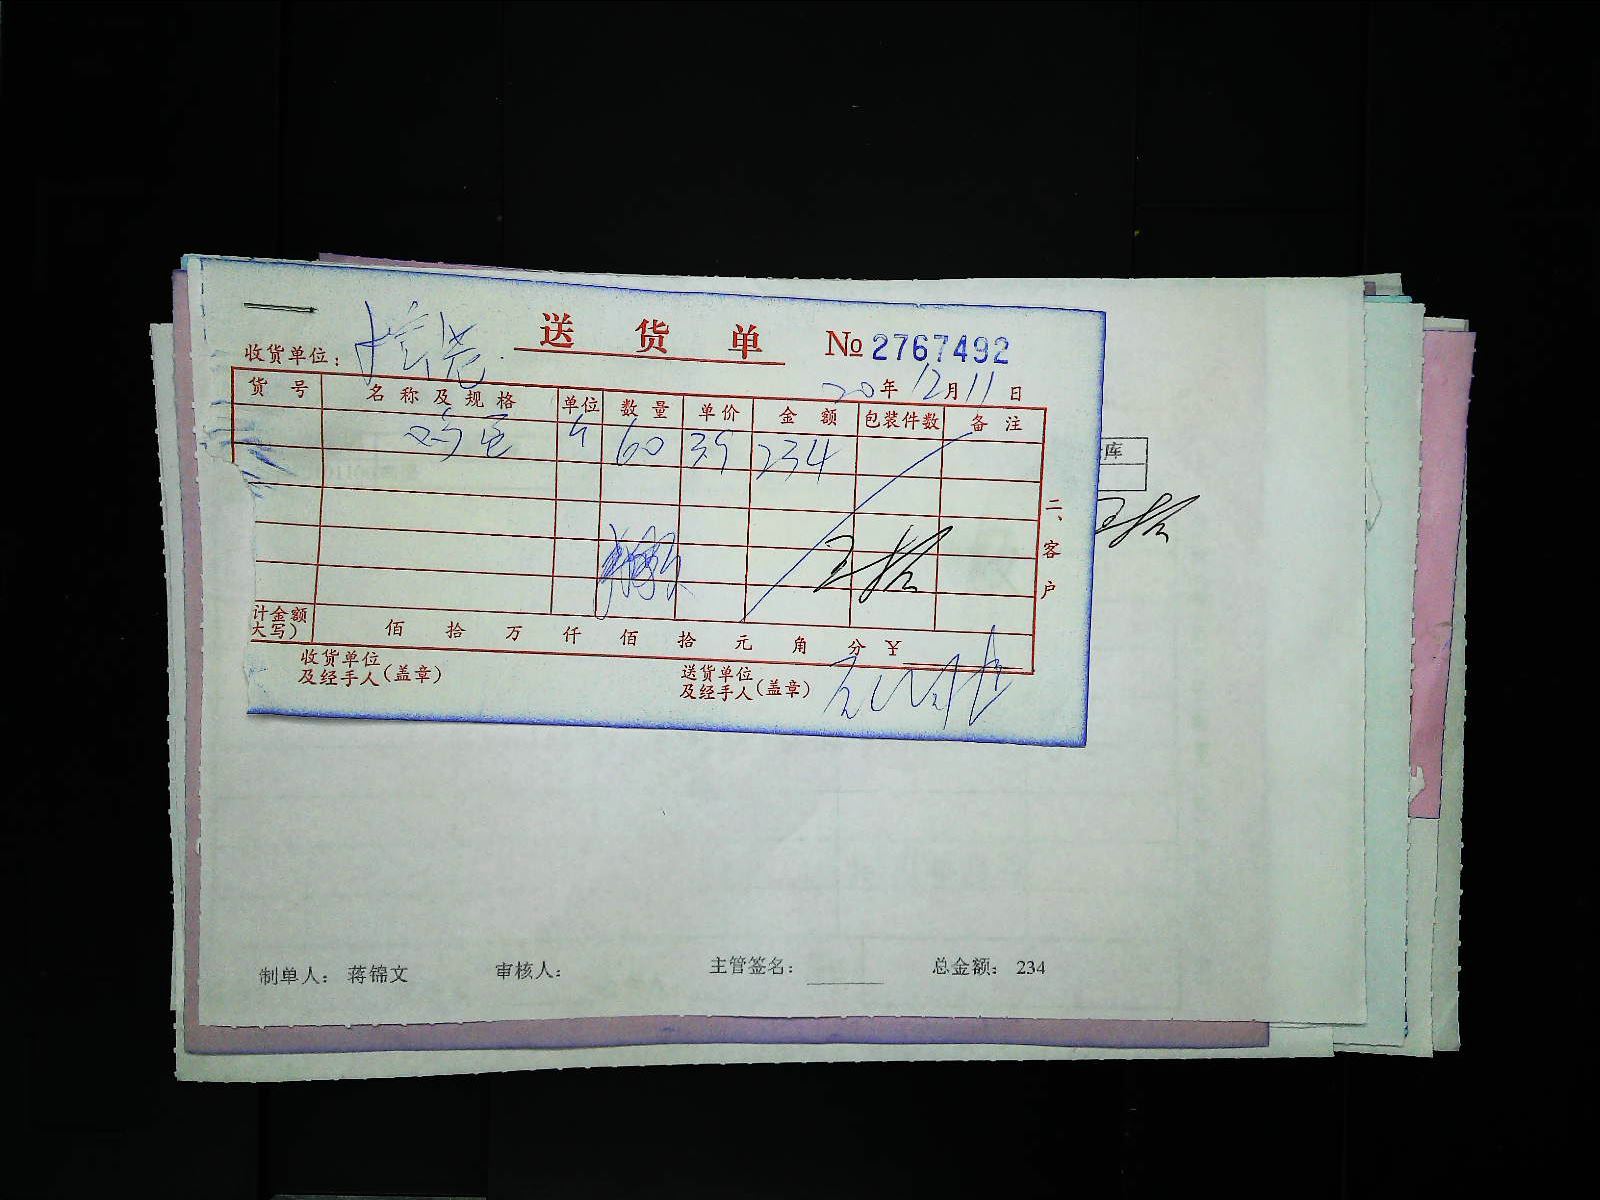 送货单 №2767492
收货单位：
20年12月11日
货号 名称及规格 单位 数量 单价 金额 包装件数 备注
鸡蛋 斤 60 3.9 234
二、客户
库
计金额
大写）
佰 拾 万 仟 佰 拾 元 角 分 ￥
收货单位
及经手人（盖章）
送货单位
及经手人（盖章）
制单人： 蒋锦文 审核人： 主管签名： 总金额： 234